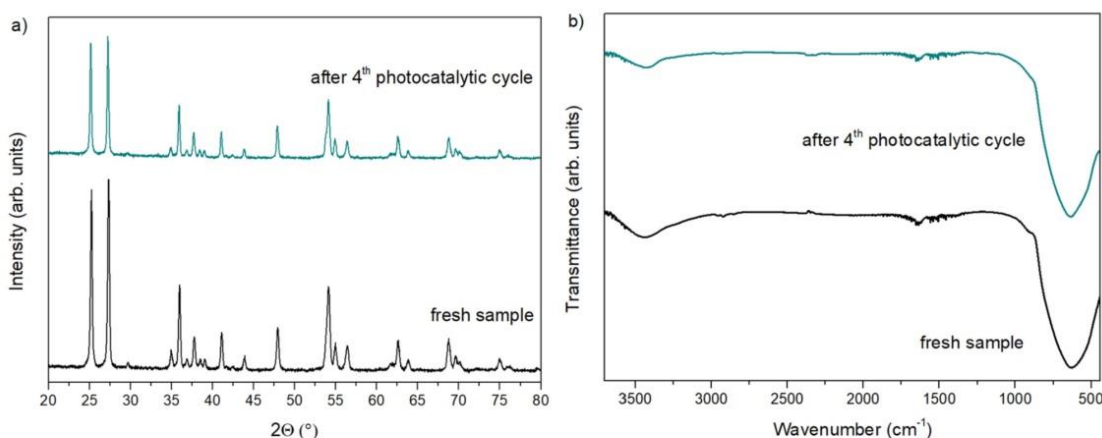 a)
after 4th photocatalytic cycle
fresh sample
Intensity (arb. units)
20 25 30 35 40 45 50 55 60 65 70 75 80
2Θ (°)
b)
after 4th photocatalytic cycle
fresh sample
Transmittance (arb. units)
3500 3000 2500 2000 1500 1000 500
Wavenumber (cm-1)